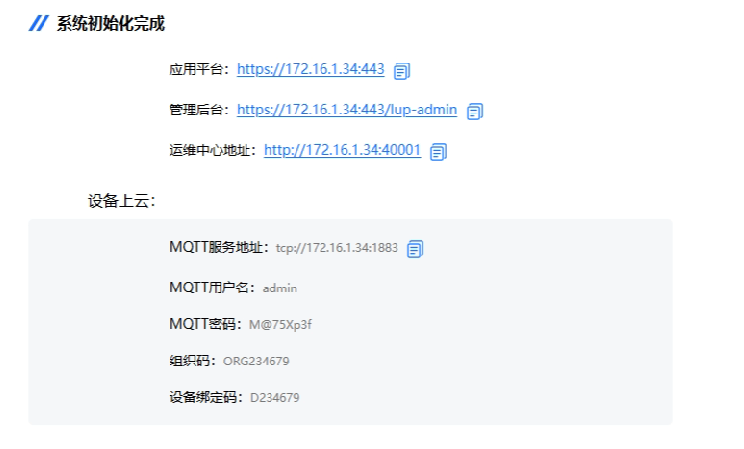 系统初始化完成
应用平台：https://172.16.1.34:443
管理后台：https://172.16.1.34:443/lup-admin
运维中心地址：http://172.16.1.34:40001
设备上云：
MQTT服务地址：tcp://172.16.1.34:1883
MQTT用户名：admin
MQTT密码：M@75Xp3f
组织码：ORG234679
设备绑定码：D234679